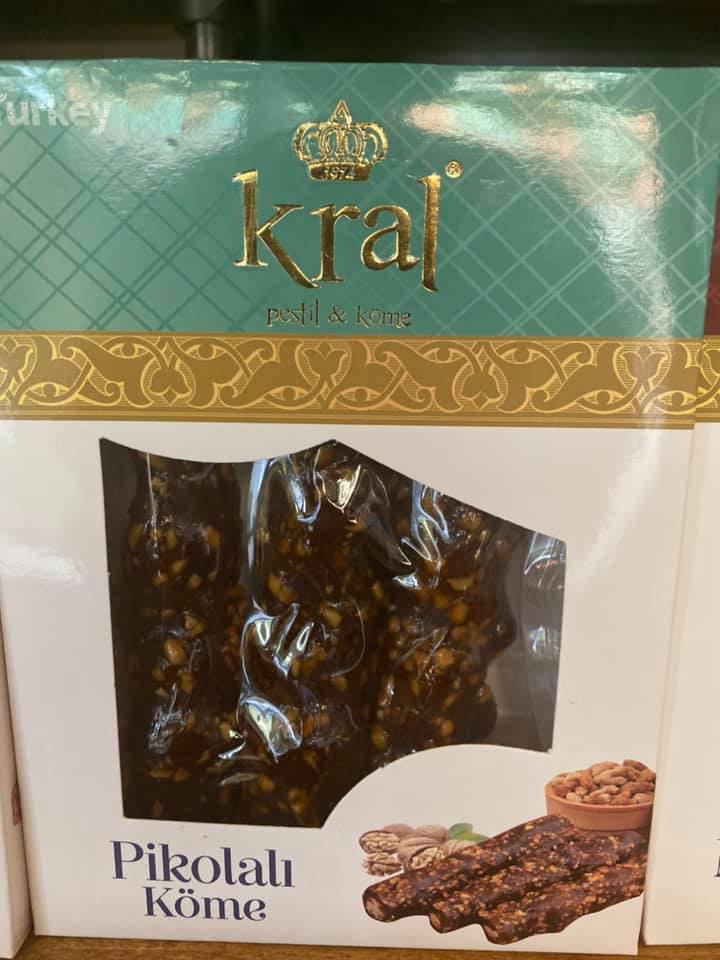 Turkey
1974
kral®
pestil & köme
Pikolalı
Köme